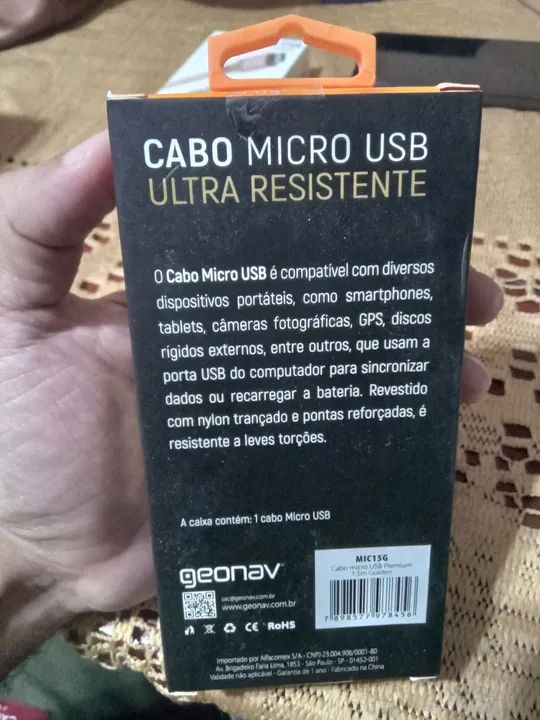 CABO MICRO USB
ULTRA RESISTENTE
O Cabo Micro USB é compatível com diversos
dispositivos portáteis, como smartphones,
tablets, câmeras fotográficas, GPS, discos
rígidos externos, entre outros, que usam a
porta USB do computador para sincronizar
dados ou recarregar a bateria. Revestido
com nylon trançado e pontas reforçadas, é
resistente a leves torções.
A caixa contém: 1 cabo Micro USB
geonav
sac@geonav.com.br
www.geonav.com.br
CE RoHS
MIC15G
Cabo micro USB Premium
1.5m Golden
7898577978456
Importado por Alfacomex S/A.- CNPJ-23.004.906/0001-80
Av. Brigadeiro Faria Lima, 1853 - São Paulo - SP - 01452-001
Validade não aplicável - Garantia de 1 ano - Fabricado na China